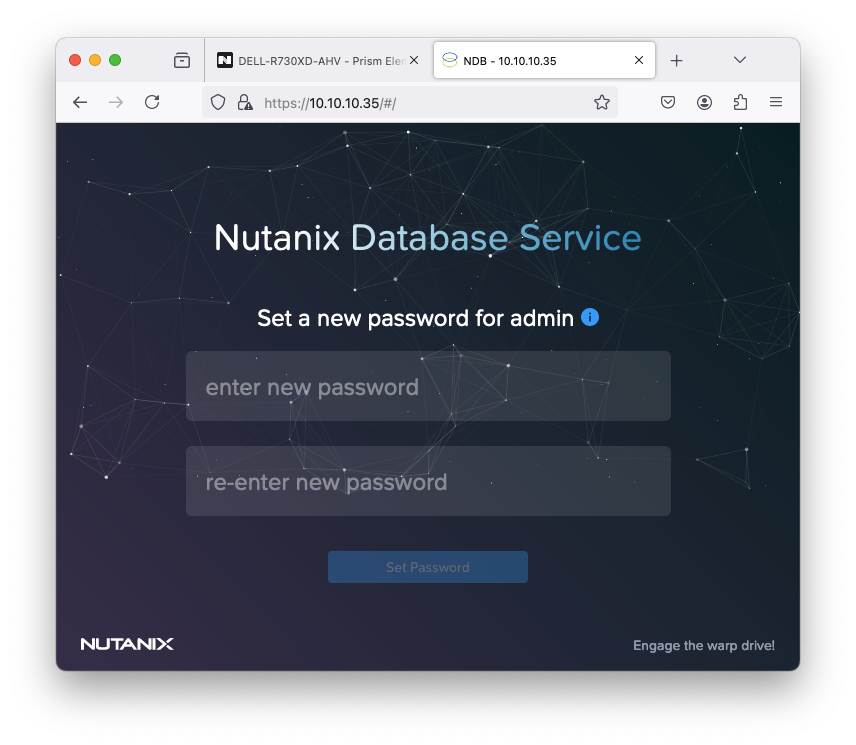 DELL-R730XD-AHV - Prism Elen
NDB - 10.10.10.35
https://10.10.10.35/#/
Nutanix Database Service
Set a new password for admin
enter new password
re-enter new password
Set Password
NUTANIX
Engage the warp drive!